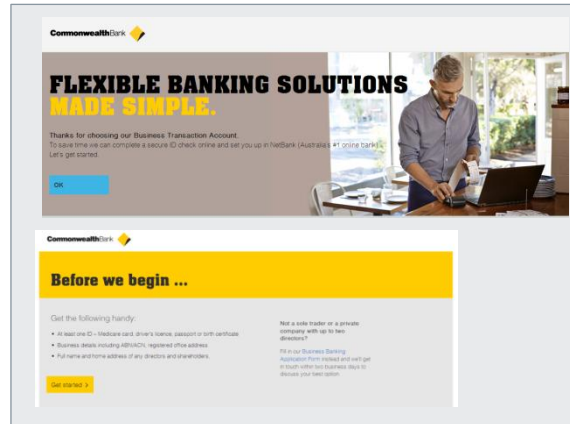 CommonwealthBank
FLEXIBLE BANKING SOLUTIONS
MADE SIMPLE.
Thanks for choosing our Business Transaction Account.
To save time we can complete a secure ID check online and set you up in NetBank (Australia's #1 online bank).
Let's get started.
OK
CommonwealthBank
Before we begin ...
Get the following handy:
• At least one ID – Medicare card, driver's licence, passport or birth certificate
• Business details including ABN/ACN, registered office address
• Full name and home address of any directors and shareholders.
Get started >
Not a sole trader or a private
company with up to two
directors?
Fill in our Business Banking
Application Form instead and we'll get
in touch within two business days to
discuss your best option.